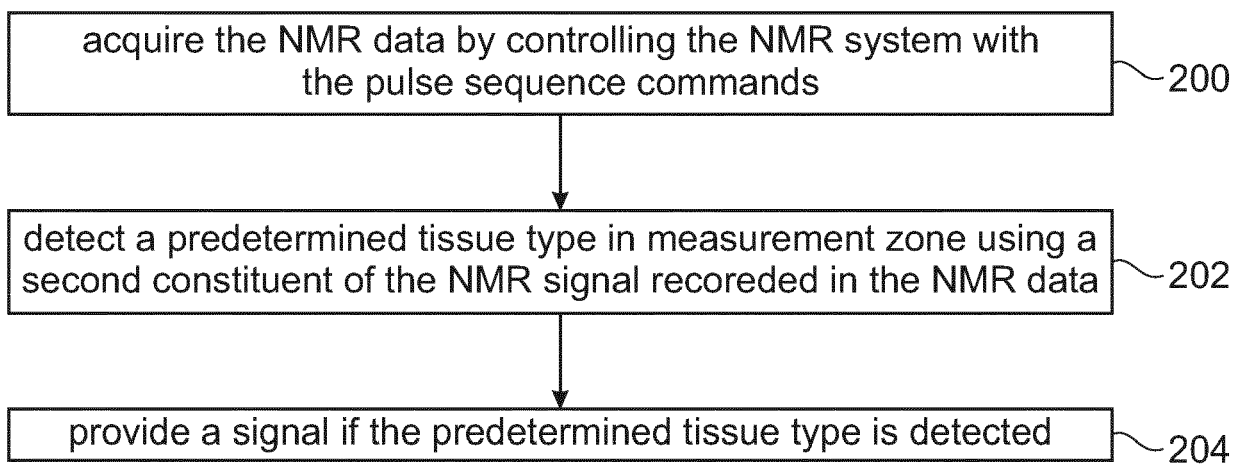 acquire the NMR data by controlling the NMR system with
the pulse sequence commands
200
detect a predetermined tissue type in measurement zone using a
second constituent of the NMR signal recoreded in the NMR data
202
provide a signal if the predetermined tissue type is detected
204